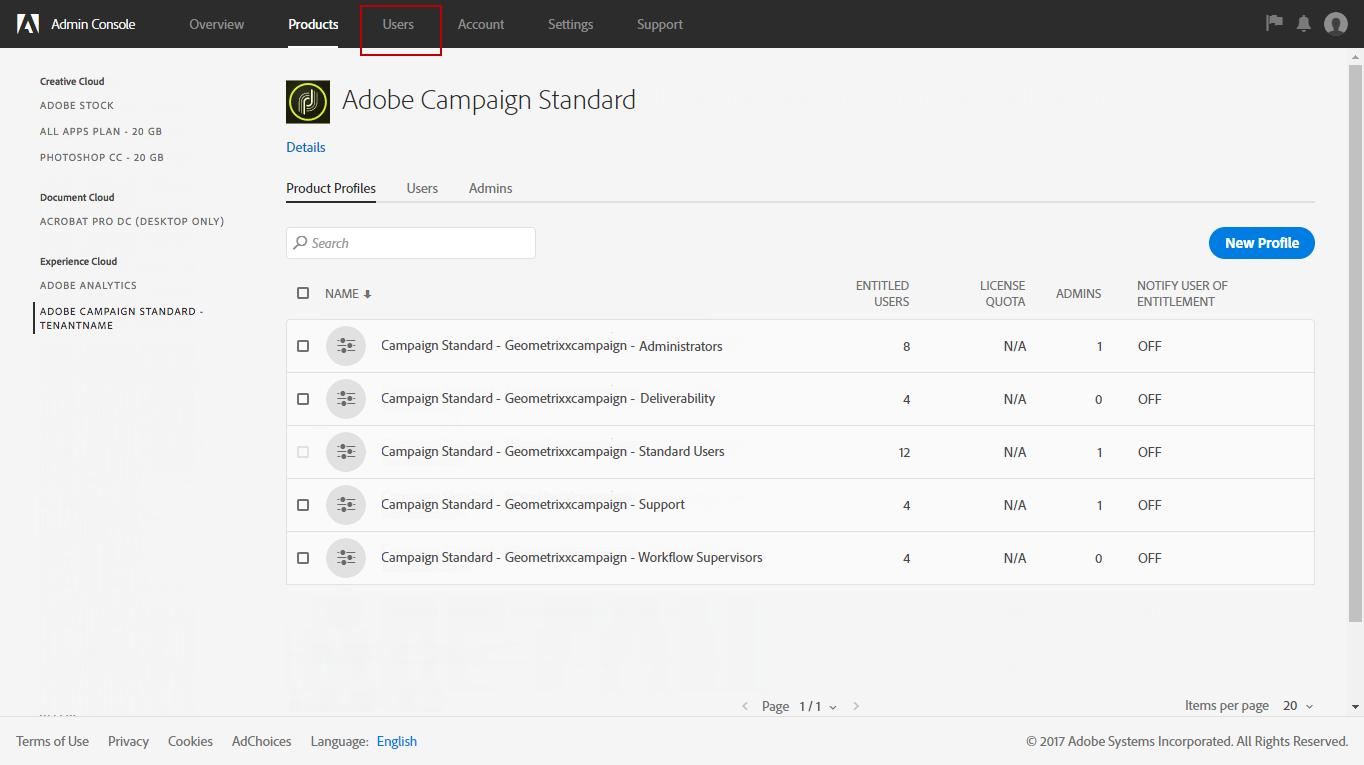 Admin Console Overview Products Users Account Settings Support
Creative Cloud
ADOBE STOCK
ALL APPS PLAN - 20 GB
PHOTOSHOP CC - 20 GB
Document Cloud
ACROBAT PRO DC (DESKTOP ONLY)
Experience Cloud
ADOBE ANALYTICS
ADOBE CAMPAIGN STANDARD -
TENANTNAME
Adobe Campaign Standard
Details
Product Profiles Users Admins
Search
New Profile
NAME
ENTITLED
USERS
LICENSE
QUOTA
ADMINS
NOTIFY USER OF
ENTITLEMENT
Campaign Standard - Geometrixxcampaign - Administrators 8 N/A 1 OFF
Campaign Standard - Geometrixxcampaign - Deliverability 4 N/A 0 OFF
Campaign Standard - Geometrixxcampaign - Standard Users 12 N/A 1 OFF
Campaign Standard - Geometrixxcampaign - Support 4 N/A 1 OFF
Campaign Standard - Geometrixxcampaign - Workflow Supervisors 4 N/A 0 OFF
Page 1 / 1
Items per page 20
Terms of Use Privacy Cookies AdChoices Language: English
© 2017 Adobe Systems Incorporated. All Rights Reserved.